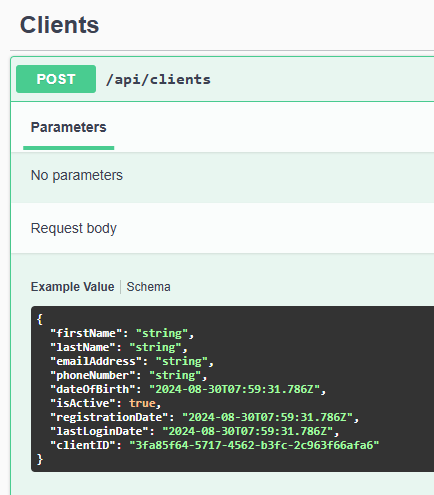 Clients
POST /api/clients
Parameters
No parameters
Request body
Example Value | Schema
{
  "firstName": "string",
  "lastName": "string",
  "emailAddress": "string",
  "phoneNumber": "string",
  "dateOfBirth": "2024-08-30T07:59:31.786Z",
  "isActive": true,
  "registrationDate": "2024-08-30T07:59:31.786Z",
  "lastLoginDate": "2024-08-30T07:59:31.786Z",
  "clientID": "3fa85f64-5717-4562-b3fc-2c963f66afa6"
}